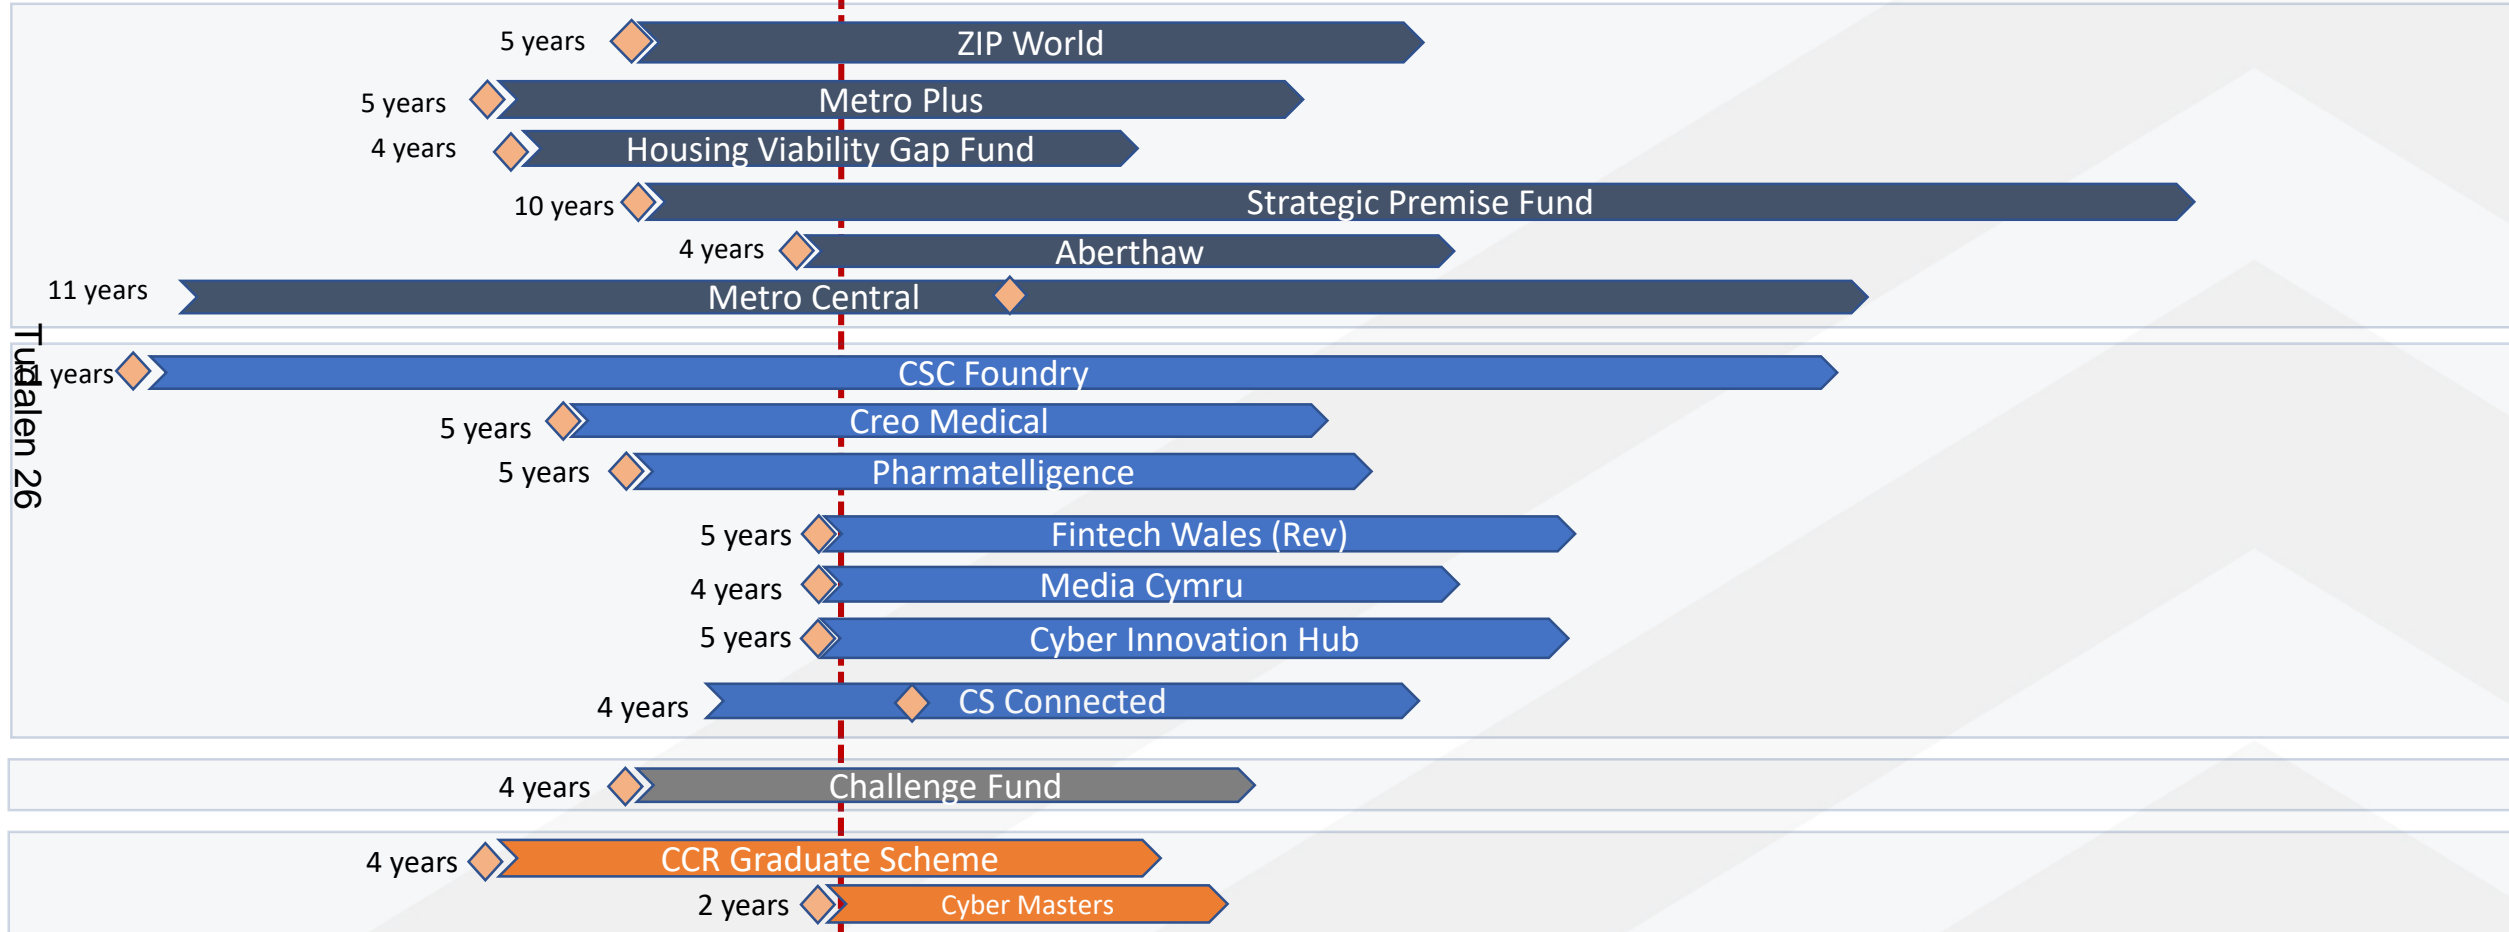 5 years
ZIP World
5 years
Metro Plus
4 years
Housing Viability Gap Fund
10 years
Strategic Premise Fund
4 years
Aberthaw
11 years
Metro Central
years
CSC Foundry
Tudalen 26
5 years
Creo Medical
5 years
Pharmatelligence
5 years
Fintech Wales (Rev)
4 years
Media Cymru
5 years
Cyber Innovation Hub
4 years
CS Connected
4 years
Challenge Fund
4 years
CCR Graduate Scheme
2 years
Cyber Masters